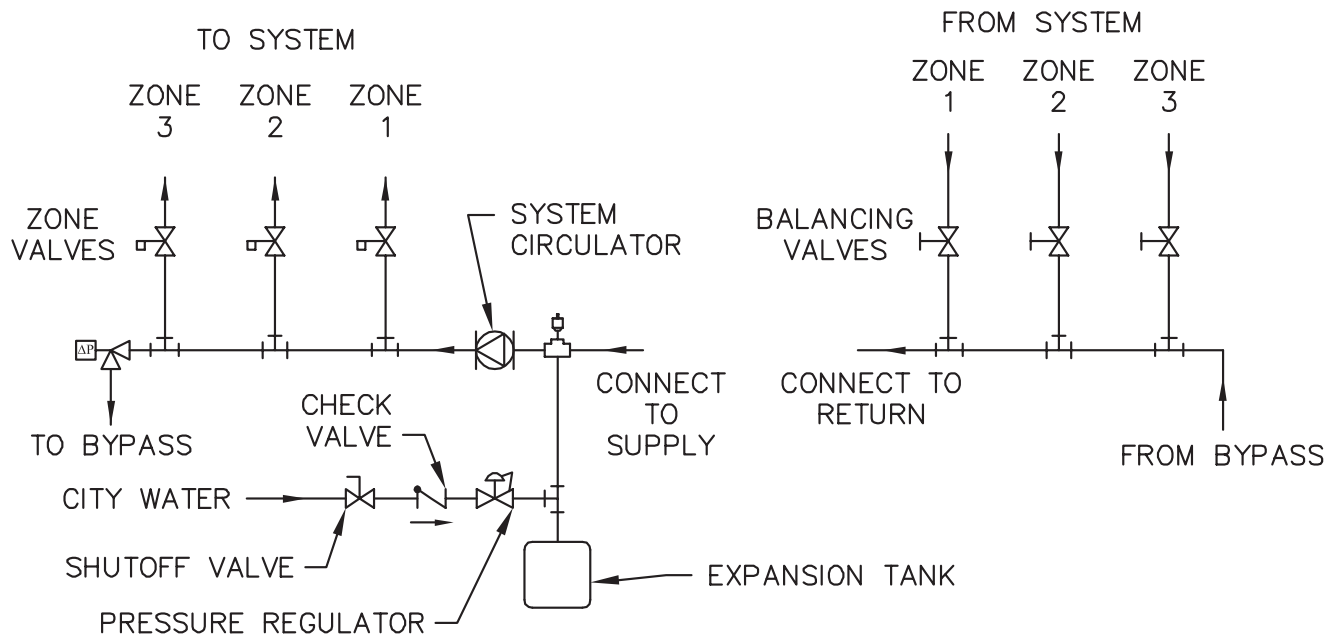 TO SYSTEM
ZONE
3
ZONE
2
ZONE
1
ZONE
VALVES
SYSTEM
CIRCULATOR
ΔP
TO BYPASS
CONNECT
TO
SUPPLY
CHECK
VALVE
CITY WATER
SHUTOFF VALVE
PRESSURE REGULATOR
EXPANSION TANK
FROM SYSTEM
ZONE
1
ZONE
2
ZONE
3
BALANCING
VALVES
CONNECT TO
RETURN
FROM BYPASS